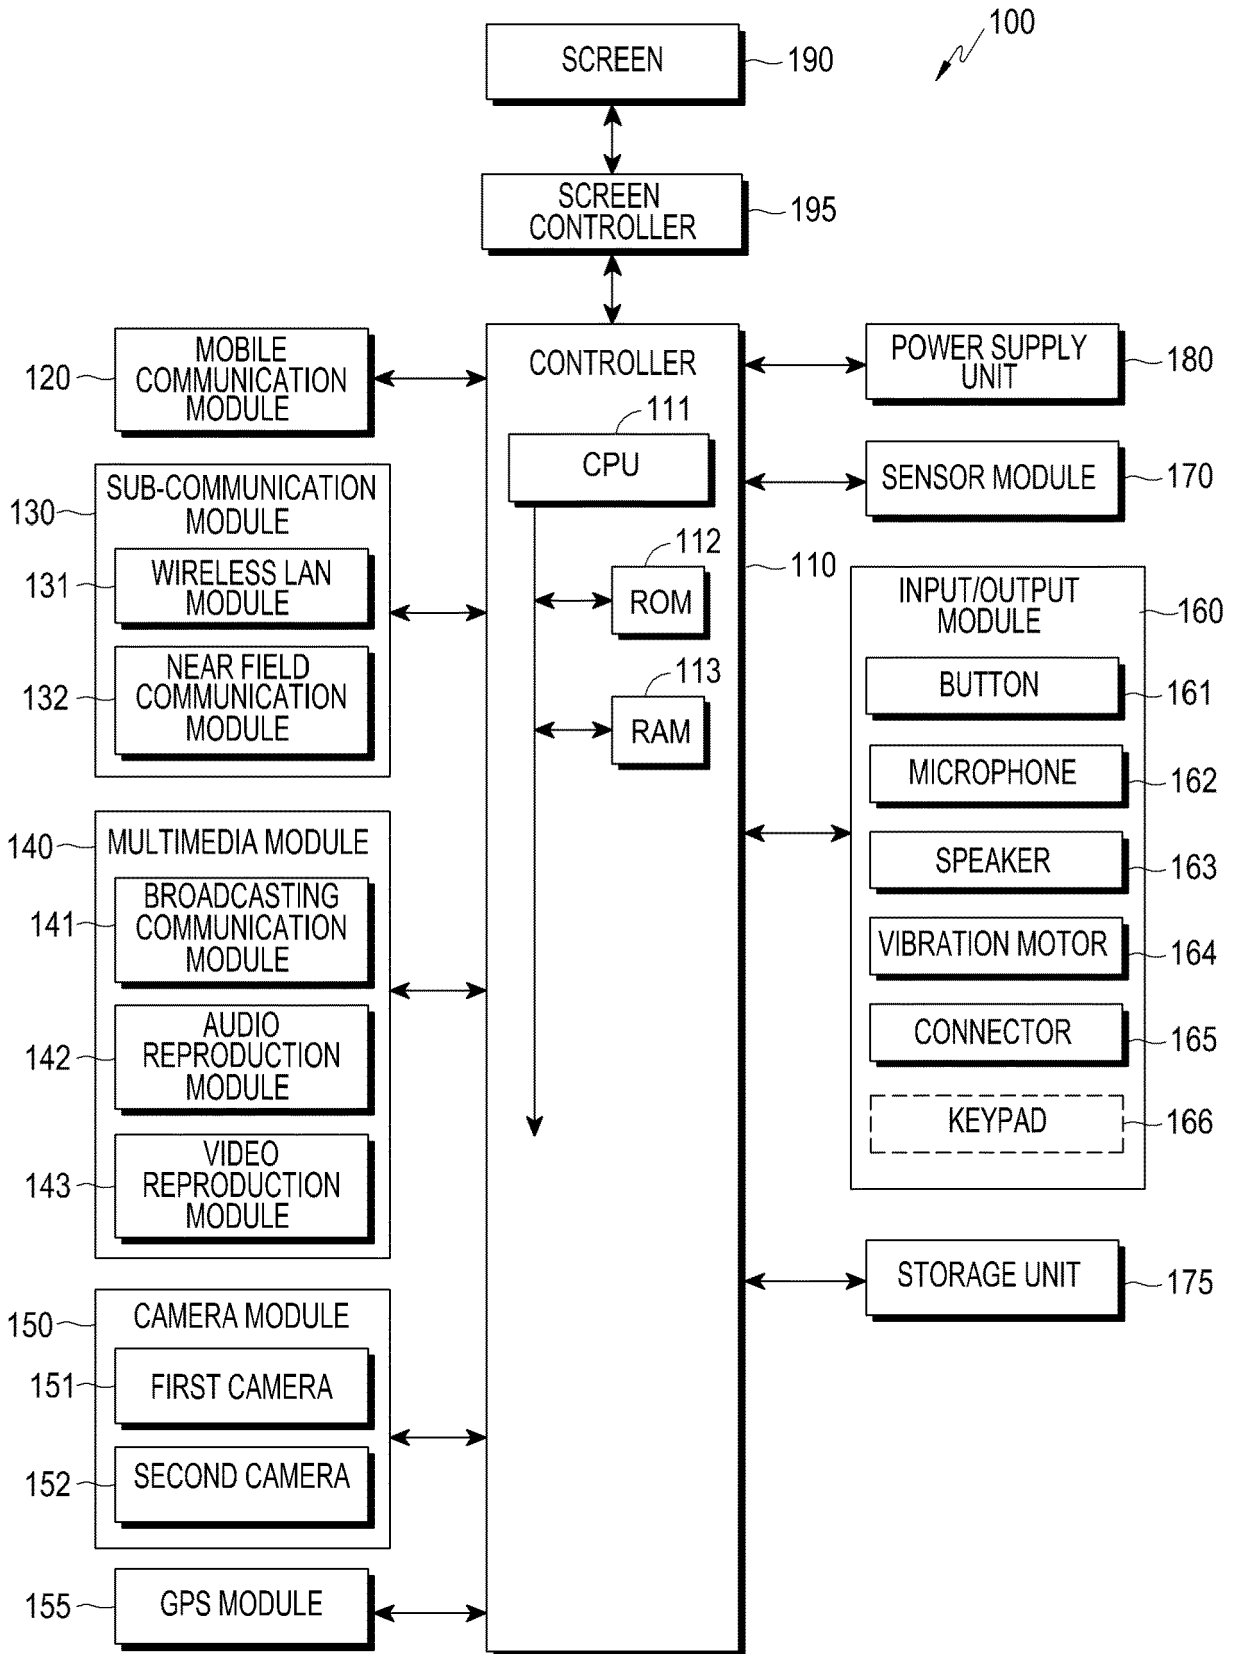 100
SCREEN
190
SCREEN
CONTROLLER
195
MOBILE
COMMUNICATION
MODULE
120
SUB-COMMUNICATION
MODULE
130
WIRELESS LAN
MODULE
131
NEAR FIELD
COMMUNICATION
MODULE
132
MULTIMEDIA MODULE
140
BROADCASTING
COMMUNICATION
MODULE
141
AUDIO
REPRODUCTION
MODULE
142
VIDEO
REPRODUCTION
MODULE
143
CAMERA MODULE
150
FIRST CAMERA
151
SECOND CAMERA
152
GPS MODULE
155
CONTROLLER
110
111
CPU
112
ROM
113
RAM
POWER SUPPLY
UNIT
180
SENSOR MODULE
170
INPUT/OUTPUT
MODULE
160
BUTTON
161
MICROPHONE
162
SPEAKER
163
VIBRATION MOTOR
164
CONNECTOR
165
KEYPAD
166
STORAGE UNIT
175